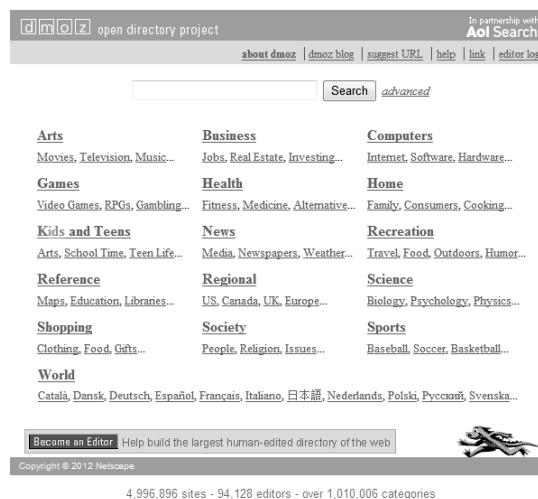 dmoz open directory project
In partnership with
Aol Search
about dmoz | dmoz blog | suggest URL | help | link | editor log
Search advanced
Arts Business Computers
Movies, Television, Music... Jobs, Real Estate, Investing... Internet, Software, Hardware...
Games Health Home
Video Games, RPGs, Gambling... Fitness, Medicine, Alternative... Family, Consumers, Cooking...
Kids and Teens News Recreation
Arts, School Time, Teen Life... Media, Newspapers, Weather... Travel, Food, Outdoors, Humor...
Reference Regional Science
Maps, Education, Libraries... US, Canada, UK, Europe... Biology, Psychology, Physics...
Shopping Society Sports
Clothing, Food, Gifts... People, Religion, Issues... Baseball, Soccer, Basketball...
World
Català, Dansk, Deutsch, Español, Français, Italiano, 日本語, Nederlands, Polski, Русский, Svenska...
Become an Editor Help build the largest human-edited directory of the web
Copyright © 2012 Netscape
4,996,896 sites - 94,128 editors - over 1,010,006 categories